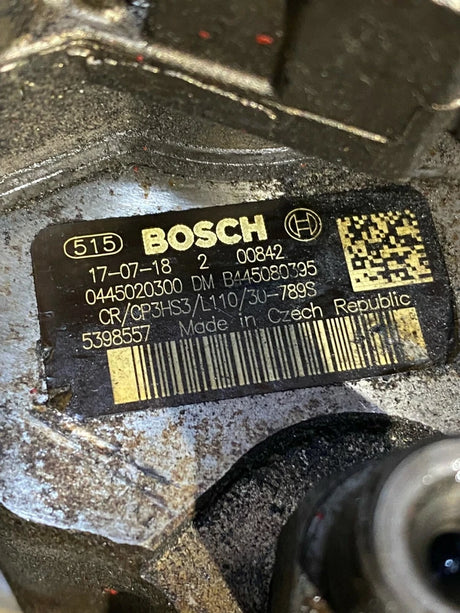 515 BOSCH
17-07-18 2 00842
0445020300 DM B445080395
CR/CP3HS3/L110/30-789S
5398557 Made in Czech Republic